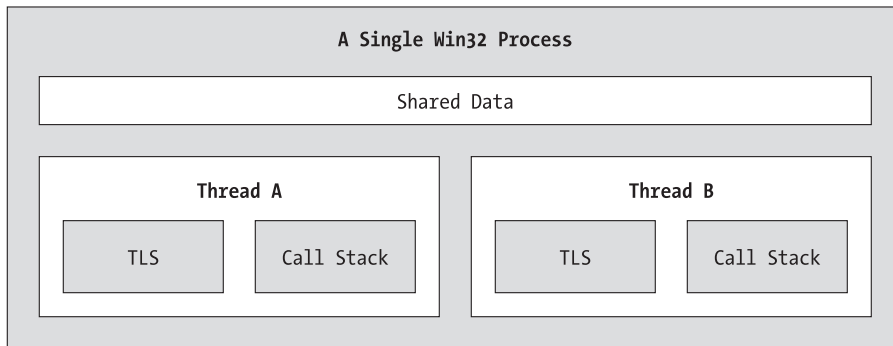 A Single Win32 Process
Shared Data
Thread A
Thread B
TLS
Call Stack
TLS
Call Stack